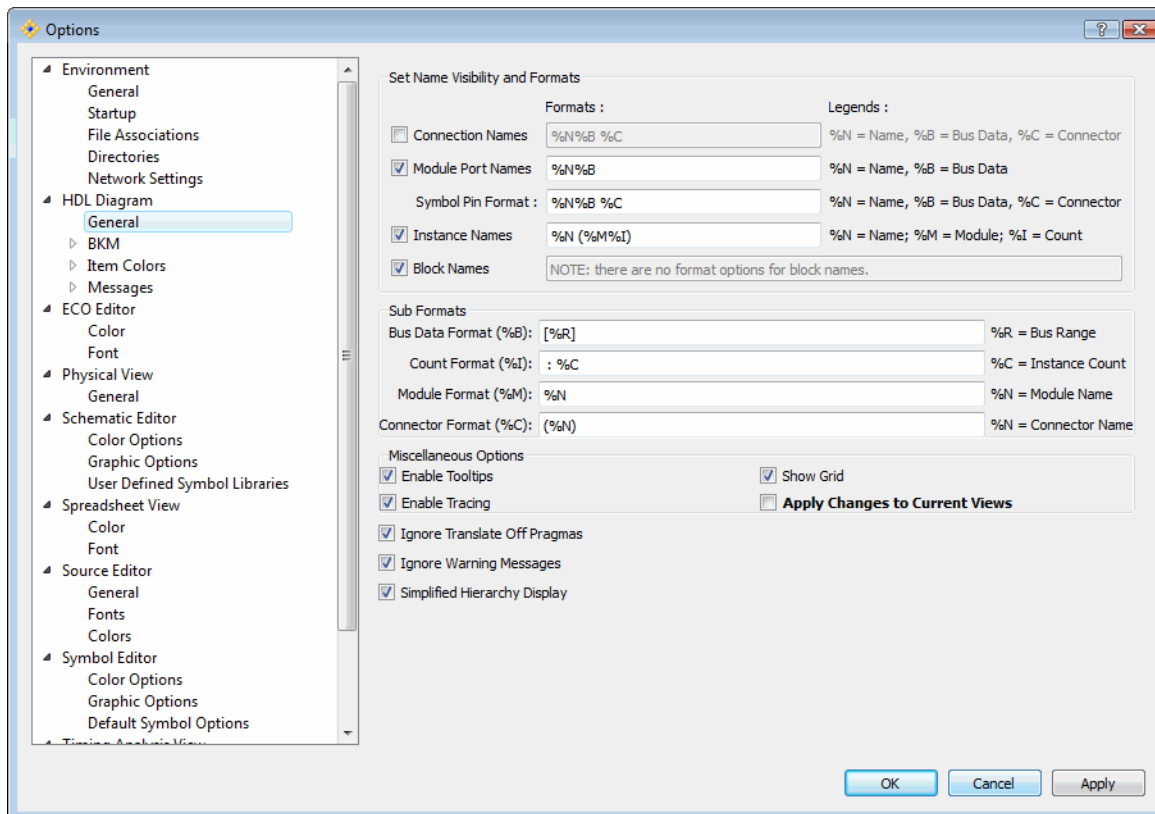 Options
Environment
General
Startup
File Associations
Directories
Network Settings
HDL Diagram
General
BKM
Item Colors
Messages
ECO Editor
Color
Font
Physical View
General
Schematic Editor
Color Options
Graphic Options
User Defined Symbol Libraries
Spreadsheet View
Color
Font
Source Editor
General
Fonts
Colors
Symbol Editor
Color Options
Graphic Options
Default Symbol Options
Timing Analysis View
Set Name Visibility and Formats
Formats : Legends :
Connection Names %N%B %C %N = Name, %B = Bus Data, %C = Connector
Module Port Names %N%B %N = Name, %B = Bus Data
Symbol Pin Format : %N%B %C %N = Name, %B = Bus Data, %C = Connector
Instance Names %N (%M%I) %N = Name; %M = Module; %I = Count
Block Names NOTE: there are no format options for block names.
Sub Formats
Bus Data Format (%B): [%R] %R = Bus Range
Count Format (%I): : %C %C = Instance Count
Module Format (%M): %N %N = Module Name
Connector Format (%C): (%N) %N = Connector Name
Miscellaneous Options
Enable Tooltips Show Grid
Enable Tracing Apply Changes to Current Views
Ignore Translate Off Pragmas
Ignore Warning Messages
Simplified Hierarchy Display
OK Cancel Apply